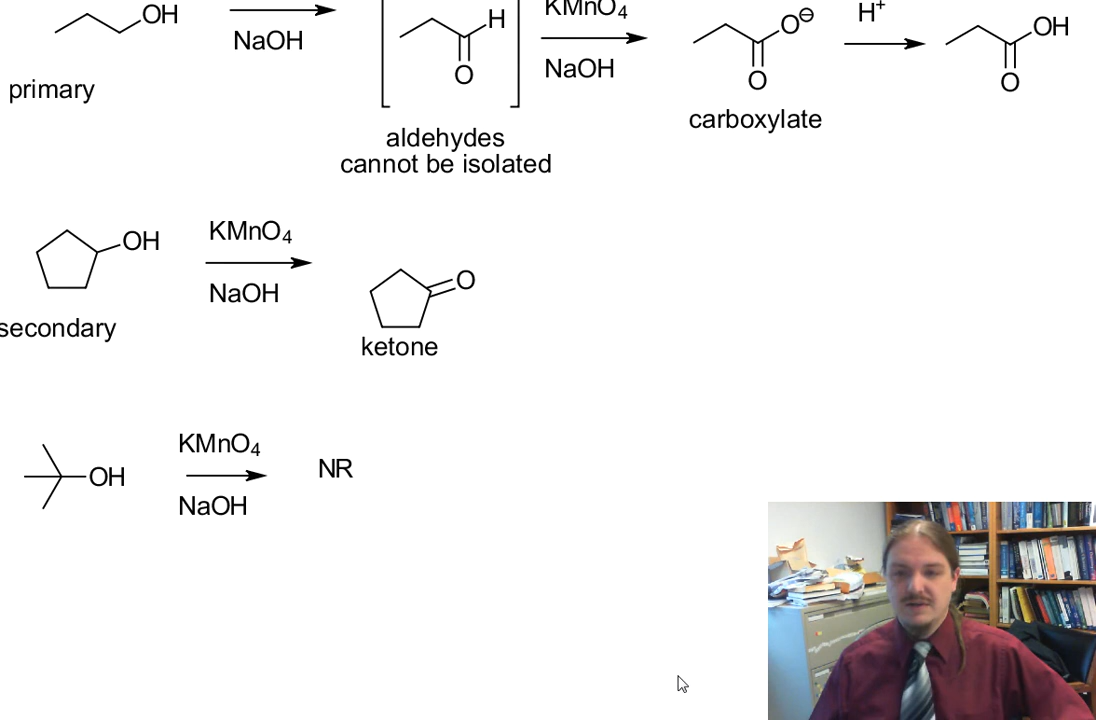 OH
NaOH
primary
H
O
aldehydes
cannot be isolated
KMnO₄
NaOH
O⊖
O
carboxylate
H⁺
OH
O
OH
secondary
KMnO₄
NaOH
O
ketone
OH
KMnO₄
NaOH
NR